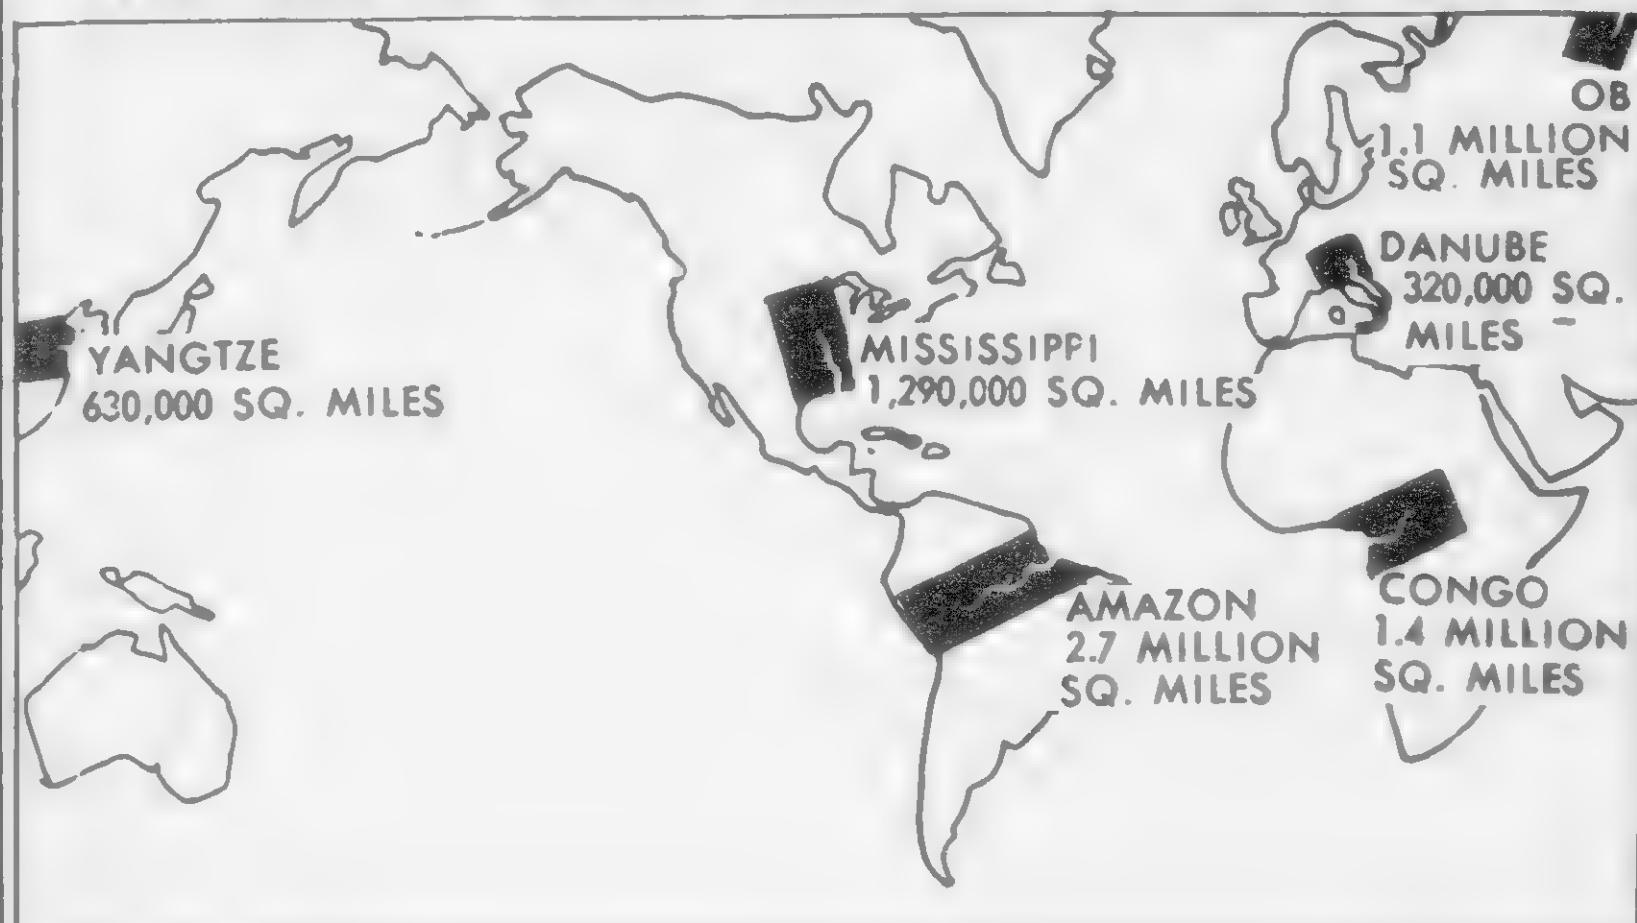 OB
1.1 MILLION
SQ. MILES
DANUBE
320,000 SQ.
MILES
YANGTZE
630,000 SQ. MILES
MISSISSIPPI
1,290,000 SQ. MILES
AMAZON
2.7 MILLION
SQ. MILES
CONGO
1.4 MILLION
SQ. MILES